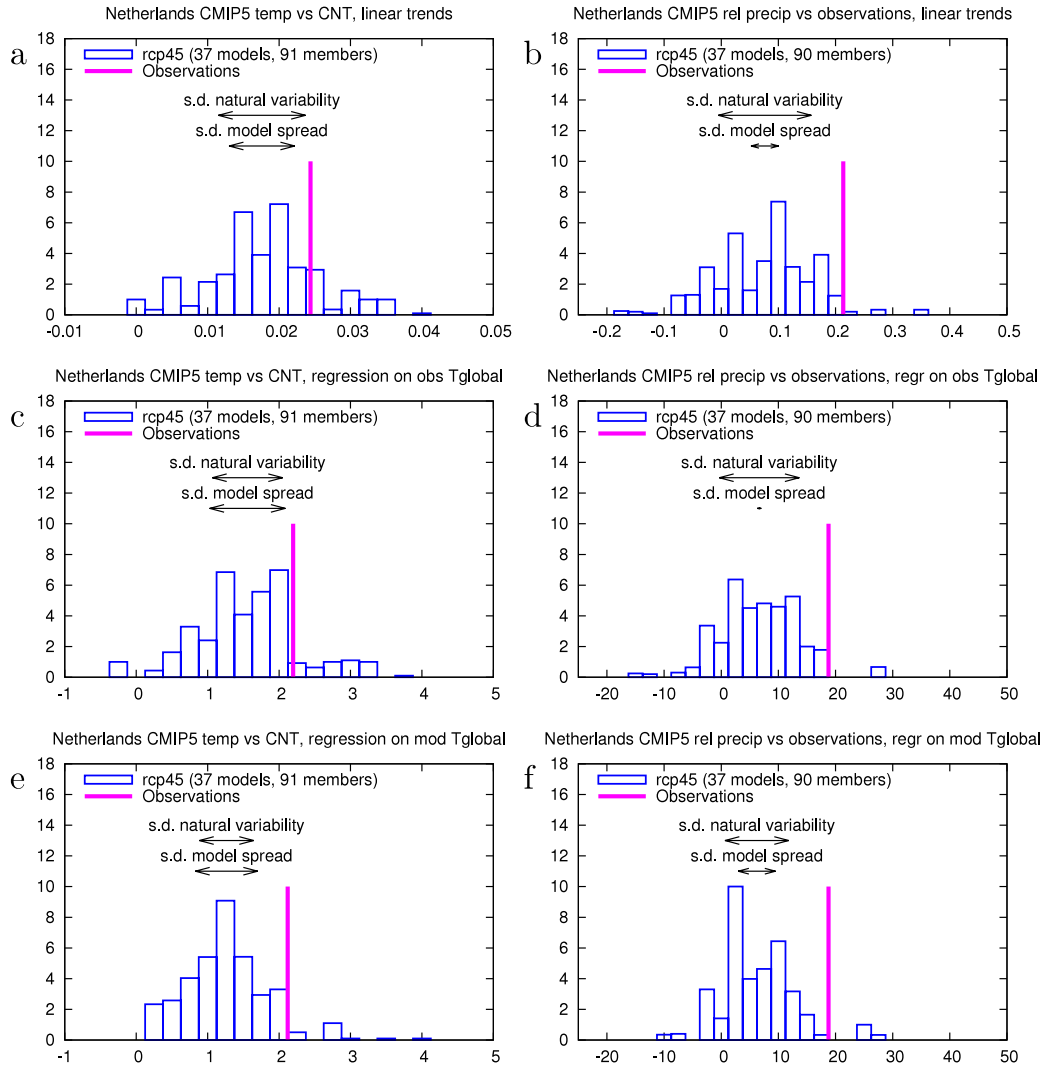 Netherlands CMIP5 temp vs CNT, linear trends
a
18
16
14
12
10
8
6
4
2
0
rcp45 (37 models, 91 members)
Observations
s.d. natural variability
s.d. model spread
-0.01 0 0.01 0.02 0.03 0.04 0.05
Netherlands CMIP5 rel precip vs observations, linear trends
b
18
16
14
12
10
8
6
4
2
0
rcp45 (37 models, 90 members)
Observations
s.d. natural variability
s.d. model spread
-0.2 -0.1 0 0.1 0.2 0.3 0.4 0.5
Netherlands CMIP5 temp vs CNT, regression on obs Tglobal
c
18
16
14
12
10
8
6
4
2
0
rcp45 (37 models, 91 members)
Observations
s.d. natural variability
s.d. model spread
-1 0 1 2 3 4 5
Netherlands CMIP5 rel precip vs observations, regr on obs Tglobal
d
18
16
14
12
10
8
6
4
2
0
rcp45 (37 models, 90 members)
Observations
s.d. natural variability
s.d. model spread
-20 -10 0 10 20 30 40 50
Netherlands CMIP5 temp vs CNT, regression on mod Tglobal
e
18
16
14
12
10
8
6
4
2
0
rcp45 (37 models, 91 members)
Observations
s.d. natural variability
s.d. model spread
-1 0 1 2 3 4 5
Netherlands CMIP5 rel precip vs observations, regr on mod Tglobal
f
18
16
14
12
10
8
6
4
2
0
rcp45 (37 models, 90 members)
Observations
s.d. natural variability
s.d. model spread
-20 -10 0 10 20 30 40 50